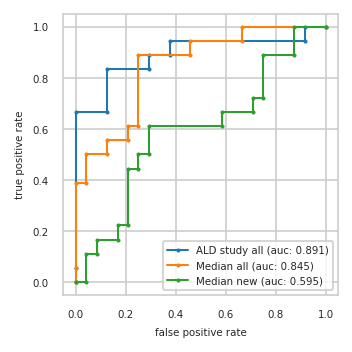 1.0
0.8
0.6
0.4
0.2
0.0
true positive rate
ALD study all (auc: 0.891)
Median all (auc: 0.845)
Median new (auc: 0.595)
0.0 0.2 0.4 0.6 0.8 1.0
false positive rate